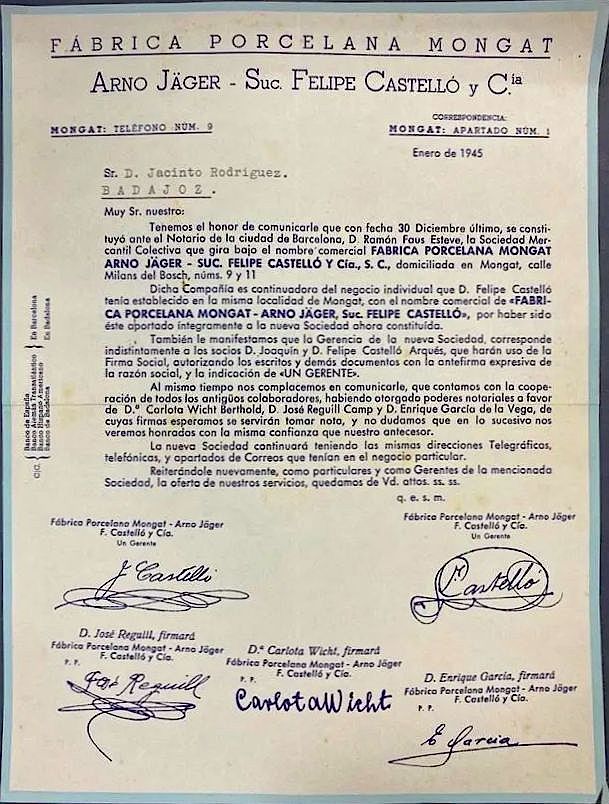 FÁBRICA PORCELANA MONGAT
ARNO JÄGER - SUC. FELIPE CASTELLÓ Y C.ía
MONGAT: TELÉFONO NÚM. 9
CORRESPONDENCIA:
MONGAT: APARTADO NÚM. 1
Enero de 1945
Sr. D. Jacinto Rodriguez.
BADAJOZ.
Muy Sr. nuestro:
Tenemos el honor de comunicarle que con fecha 30 Diciembre último, se consti-
tuyó ante el Notario de la ciudad de Barcelona, D. Ramón Faus Esteve, la Sociedad Mer-
cantil Colectiva que gira bajo el nombre comercial FABRICA PORCELANA MONGAT
ARNO JÄGER - SUC. FELIPE CASTELLÓ Y Cía., S. C., domiciliada en Mongat, calle
Milans del Bosch, núms. 9 y 11
Dicha Compañía es continuadora del negocio individual que D. Felipe Castelló
tenía establecido en la misma localidad de Mongat, con el nombre comercial de «FABRI-
CA PORCELANA MONGAT - ARNO JÄGER, Suc. FELIPE CASTELLÓ», por haber sido
éste aportado íntegramente a la nueva Sociedad ahora constituída.
También le manifestamos que la Gerencia de la nueva Sociedad, corresponde
indistintamente a los socios D. Joaquín y D. Felipe Castelló Arqués, que harán uso de la
Firma Social, autorizando los escritos y demás documentos con la antefirma expresiva de
la razón social, y la indicación de «UN GERENTE».
Al mismo tiempo nos complacemos en comunicarle, que contamos con la coope-
ración de todos los antigüos colaboradores, habiendo otorgado poderes notariales a favor
de D.ª Carlota Wicht Berthold, D. José Reguill Camp y D. Enrique García de la Vega, de
cuyas firmas esperamos se servirán tomar nota, y no dudamos que en lo sucesivo nos
veremos honrados con la misma confianza que nuestro antecesor.
La nueva Sociedad continuará teniendo las mismas direcciones Telegráficas,
telefónicas, y apartados de Correos que tenían en el negocio particular.
Reiterándole nuevamente, como particulares y como Gerentes de la mencionada
Sociedad, la oferta de nuestros servicios, quedamos de Vd. attos. ss. ss.
q. e. s. m.
C/C.
Banco de España
Banco Alemán Transatlántico
Banco Hispano Americano
Banco de Badalona
En Barcelona
En Badalona
Fábrica Porcelana Mongat - Arno Jäger
F. Castelló y Cía.
Un Gerente
J Castelló
Fábrica Porcelana Mongat - Arno Jäger
F. Castelló y Cía.
Un Gerente
Castelló
D. José Reguill, firmará
Fábrica Porcelana Mongat - Arno Jäger
F. Castelló y Cía.
P. P.
José Reguill
D.ª Carlota Wicht, firmará
Fábrica Porcelana Mongat - Arno Jäger
F. Castelló y Cía.
P. P.
Carlota Wicht
D. Enrique García, firmará
Fábrica Porcelana Mongat - Arno Jäger
F. Castelló y Cía.
P. P.
E Garcia